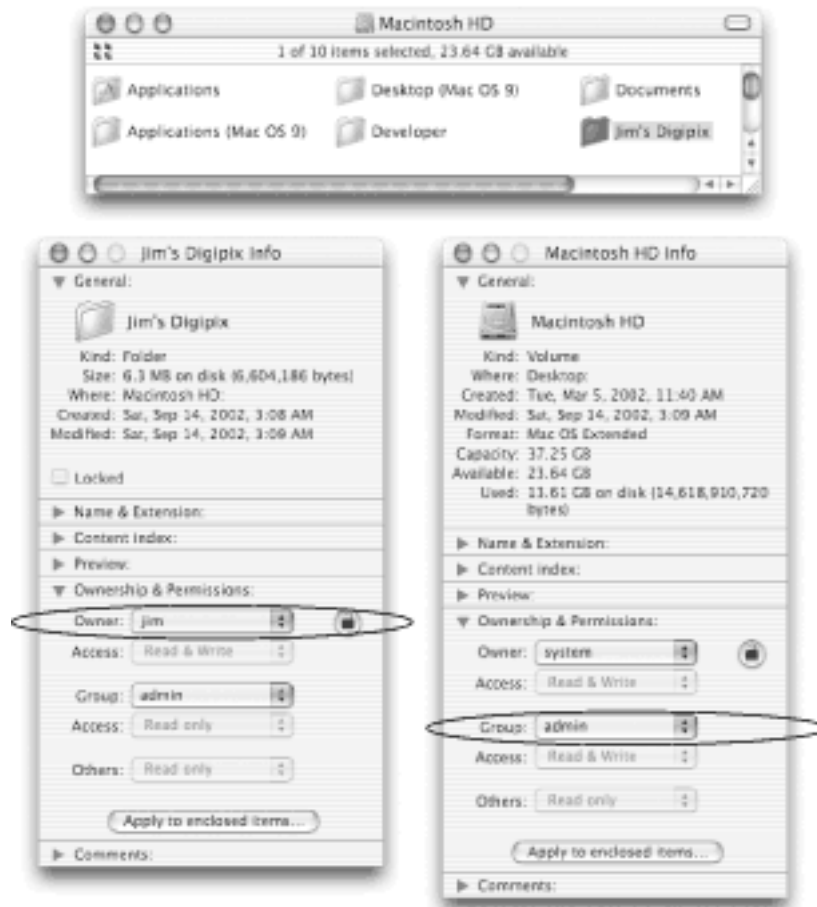 Macintosh HD
1 of 10 items selected, 23.64 GB available
Applications
Desktop (Mac OS 9)
Documents
Applications (Mac OS 9)
Developer
Jim's Digipix
Jim's Digipix Info
General:
Jim's Digipix
Kind: Folder
Size: 6.3 MB on disk (6,604,186 bytes)
Where: Macintosh HD:
Created: Sat, Sep 14, 2002, 3:08 AM
Modified: Sat, Sep 14, 2002, 3:09 AM
Locked
Name & Extension:
Content index:
Preview:
Ownership & Permissions:
Owner: jim
Access: Read & Write
Group: admin
Access: Read only
Others: Read only
Apply to enclosed items...
Comments:
Macintosh HD Info
General:
Macintosh HD
Kind: Volume
Where: Desktop:
Created: Tue, Mar 5, 2002, 11:40 AM
Modified: Sat, Sep 14, 2002, 3:09 AM
Format: Mac OS Extended
Capacity: 37.25 GB
Available: 23.64 GB
Used: 13.61 GB on disk (14,618,910,720
bytes)
Name & Extension:
Content index:
Preview:
Ownership & Permissions:
Owner: system
Access: Read & Write
Group: admin
Access: Read & Write
Others: Read only
Apply to enclosed items...
Comments: